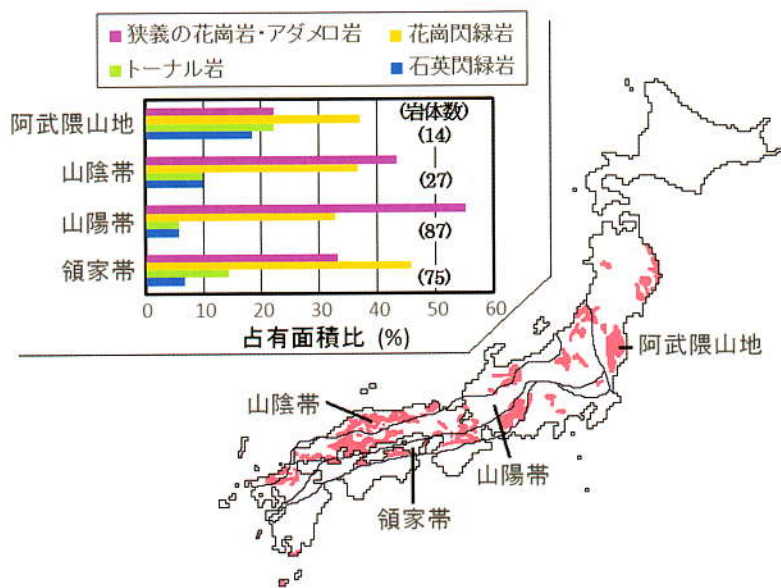 狭義の花崗岩・アダメロ岩
花崗閃緑岩
トーナル岩
石英閃緑岩
(岩体数)
阿武隈山地
(14)
山陰帯
(27)
山陽帯
(87)
領家帯
(75)
0 10 20 30 40 50 60
占有面積比 (%)
阿武隈山地
山陰帯
山陽帯
領家帯